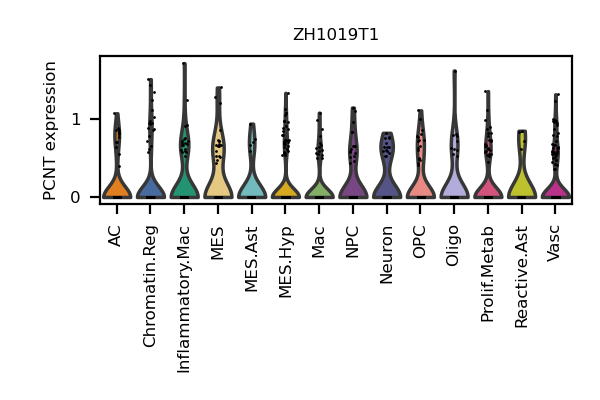 ZH1019T1
PCNT expression
1
0
AC
Chromatin.Reg
Inflammatory.Mac
MES
MES.Ast
MES.Hyp
Mac
NPC
Neuron
OPC
Oligo
Prolif.Metab
Reactive.Ast
Vasc